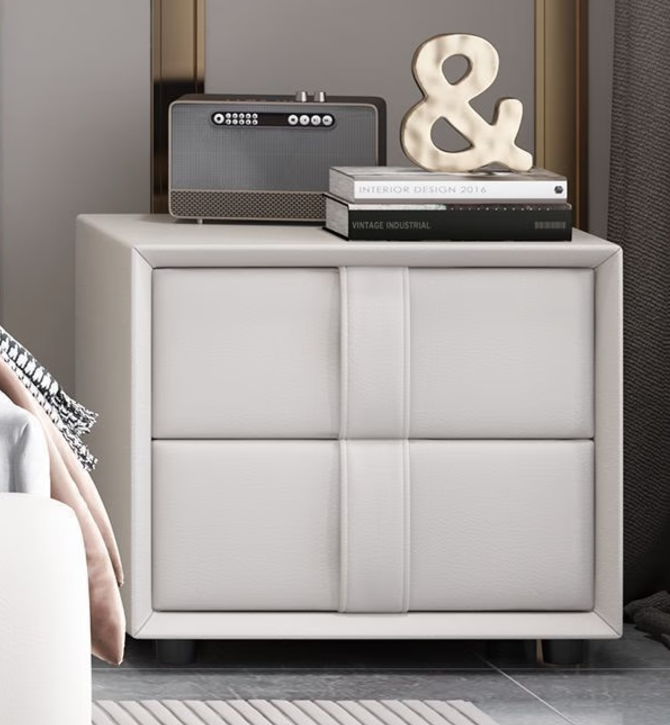 &
INTERIOR DESIGN 2016
VINTAGE INDUSTRIAL